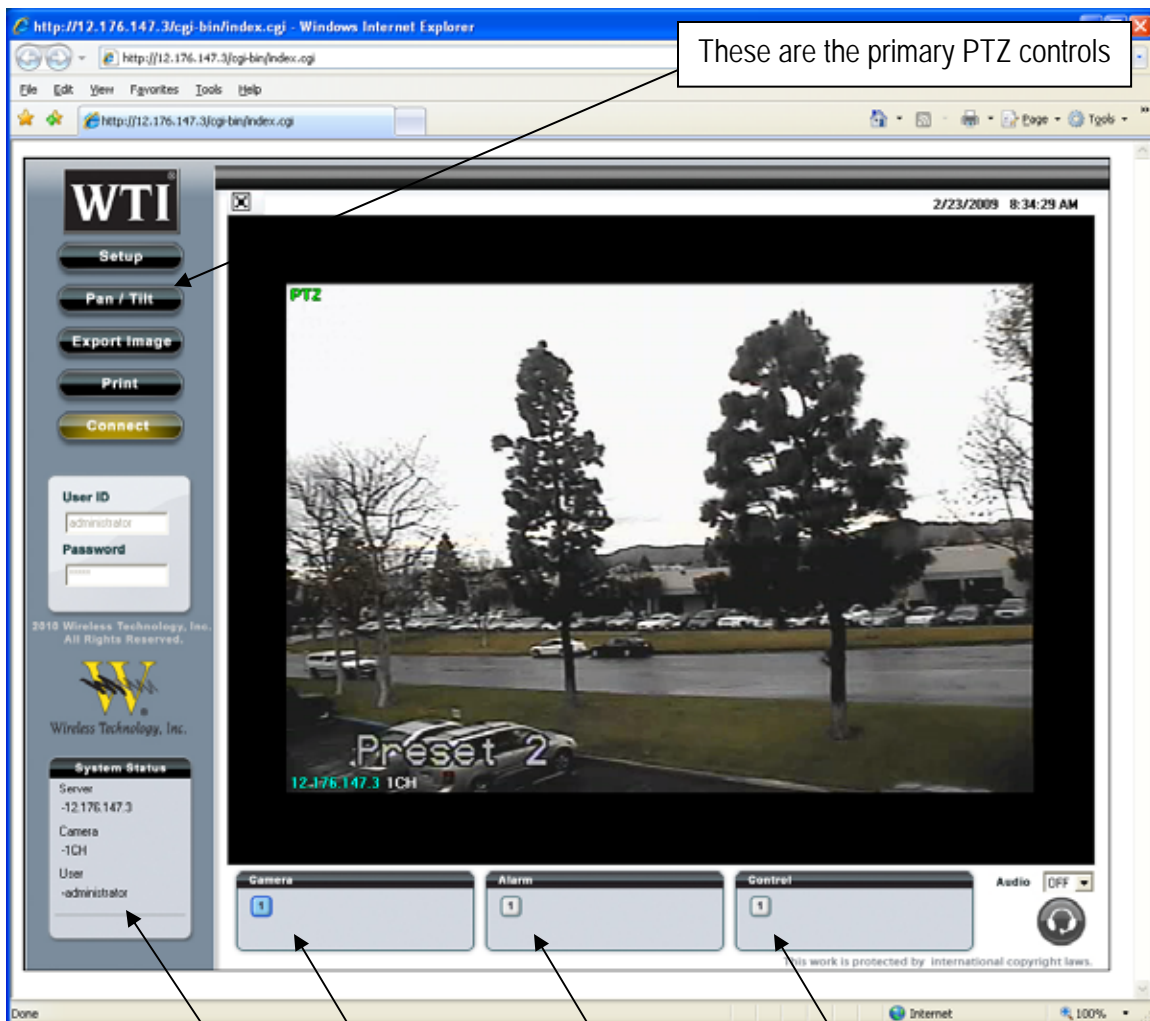 http://12.176.147.3/cgi-bin/index.cgi - Windows Internet Explorer
These are the primary PTZ controls
http://12.176.147.3/cgi-bin/index.cgi
File Edit View Favorites Tools Help
http://12.176.147.3/cgi-bin/index.cgi
Page Tools
WTI®
2/23/2009 8:34:29 AM
Setup
Pan / Tilt
Export Image
Print
Connect
PTZ
User ID
administrator
Password
*****
2010 Wireless Technology, Inc.
All Rights Reserved.
W
Wireless Technology, Inc.
Preset 2
12.176.147.3 1CH
System Status
Server
-12.176.147.3
Camera
-1CH
User
-administrator
Camera
1
Alarm
1
Control
1
Audio OFF
This work is protected by international copyright laws.
Done
Internet
100%